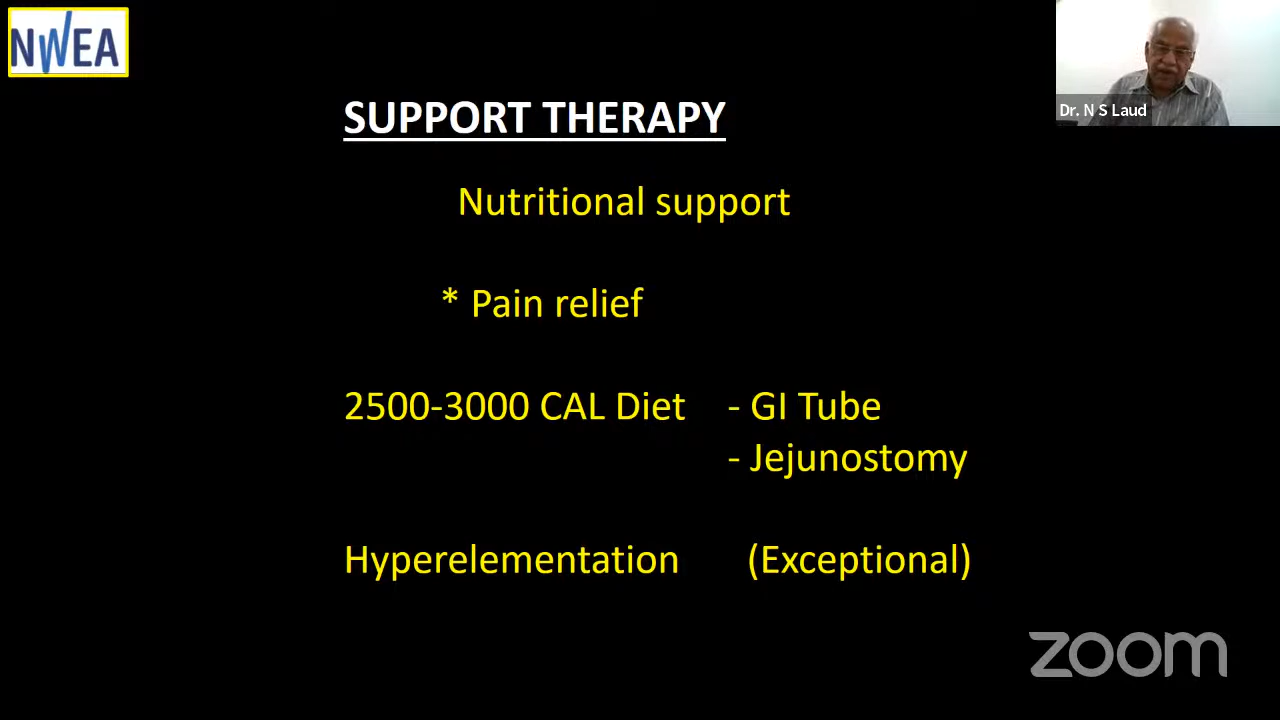 NWEA
Dr. N S Laud
SUPPORT THERAPY
Nutritional support
* Pain relief
2500-3000 CAL Diet - GI Tube
- Jejunostomy
Hyperelementation (Exceptional)
zoom